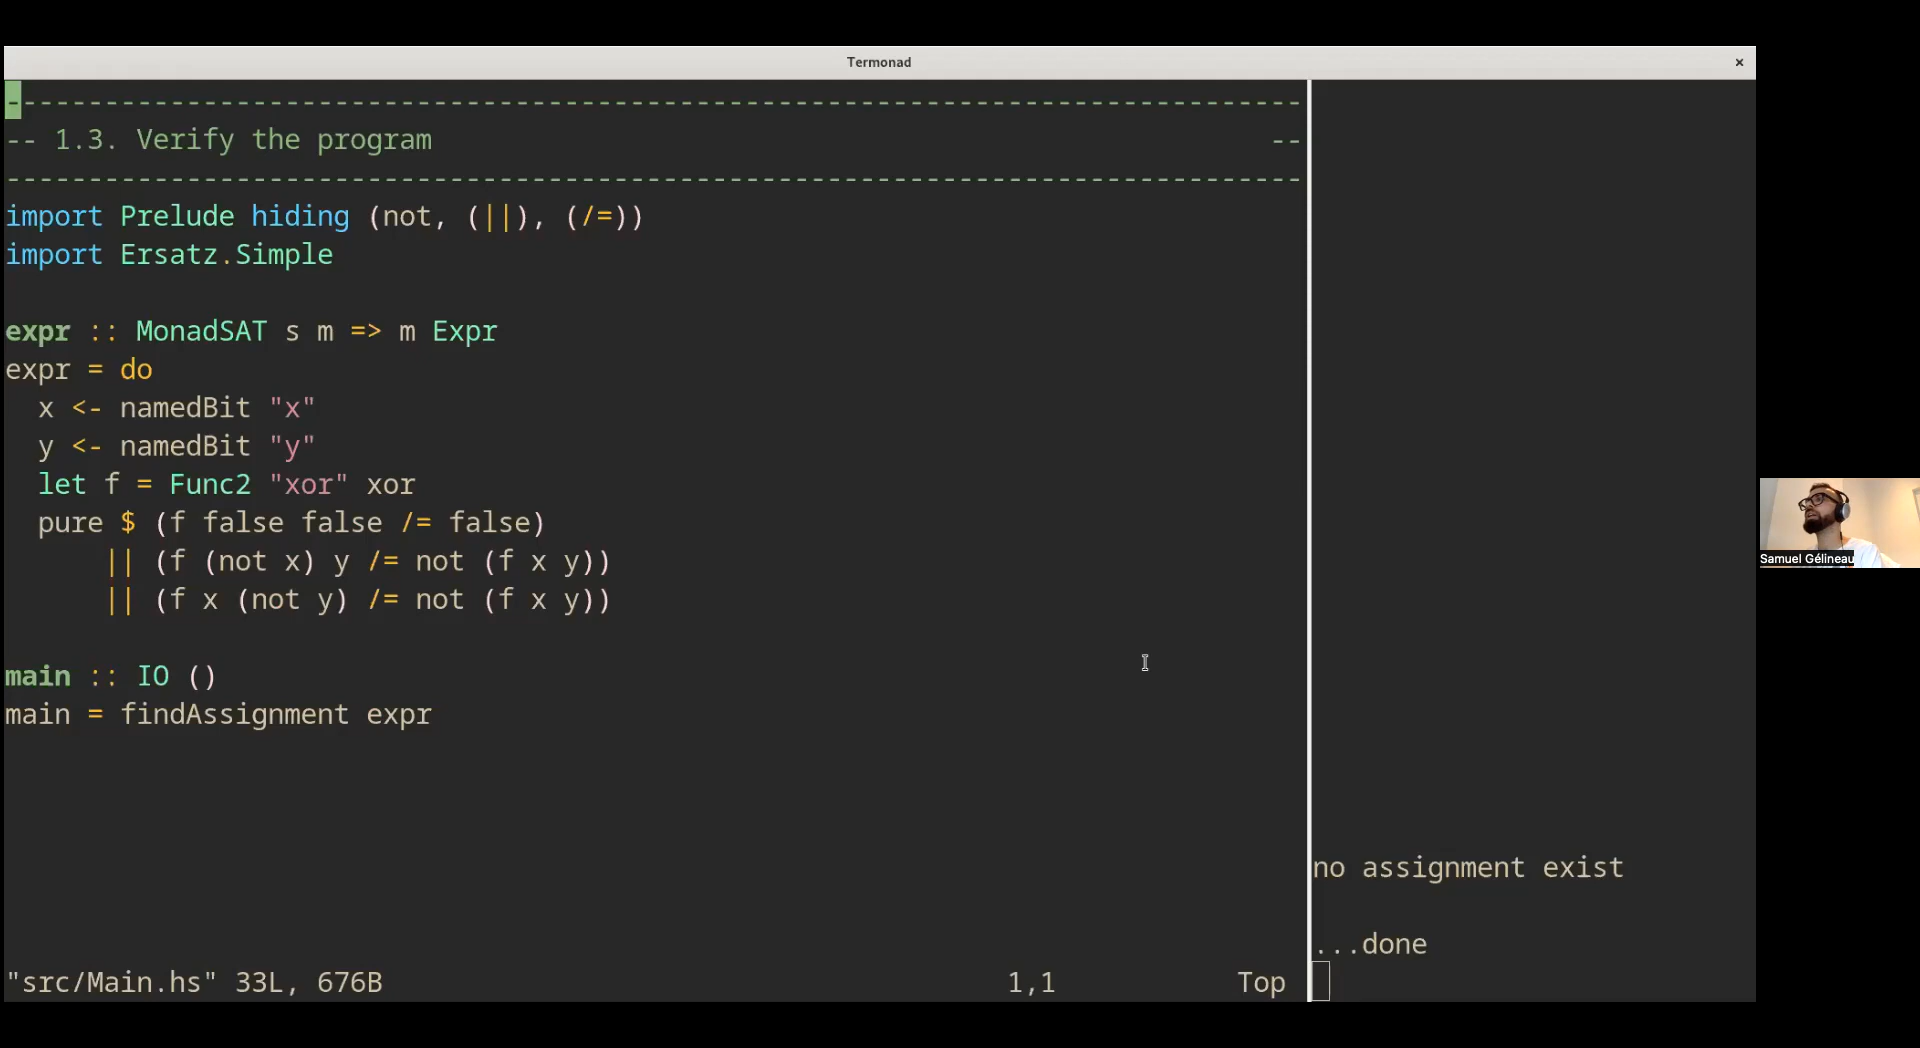 Termonad
×
--------------------------------------------------------------------------------
-- 1.3. Verify the program                                                    --
--------------------------------------------------------------------------------
import Prelude hiding (not, (||), (/=))
import Ersatz.Simple
expr :: MonadSAT s m => m Expr
expr = do
  x <- namedBit "x"
  y <- namedBit "y"
  let f = Func2 "xor" xor
  pure $ (f false false /= false)
      || (f (not x) y /= not (f x y))
      || (f x (not y) /= not (f x y))
main :: IO ()
main = findAssignment expr
"src/Main.hs" 33L, 676B 1,1 Top
no assignment exist
...done
Samuel Gélineau